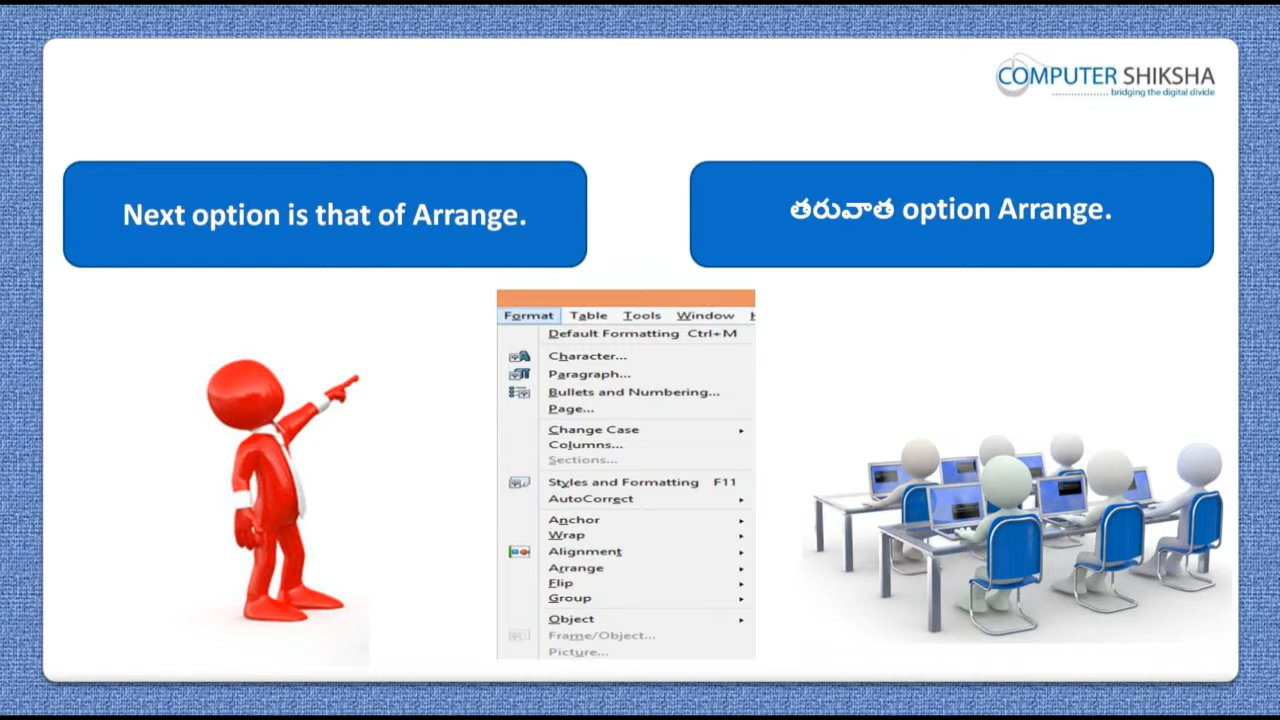 COMPUTER SHIKSHA
bridging the digital divide
Next option is that of Arrange.
తరువాత option Arrange.
Format Table Tools Window
Default Formatting Ctrl+M
Character...
Paragraph...
Bullets and Numbering...
Page...
Change Case
Columns...
Sections...
Styles and Formatting F11
AutoCorrect
Anchor
Wrap
Alignment
Arrange
Flip
Group
Object
Frame/Object...
Picture...